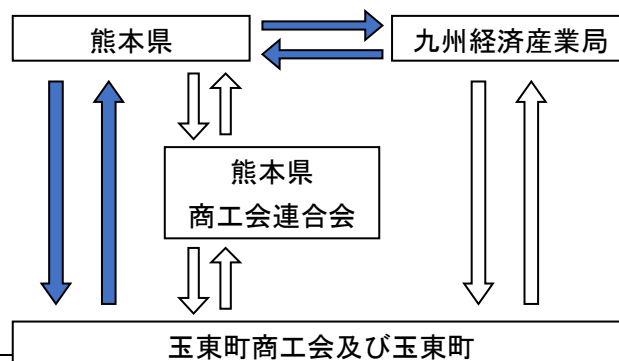 熊本県
九州経済産業局
熊本県
商工会連合会
玉東町商工会及び玉東町